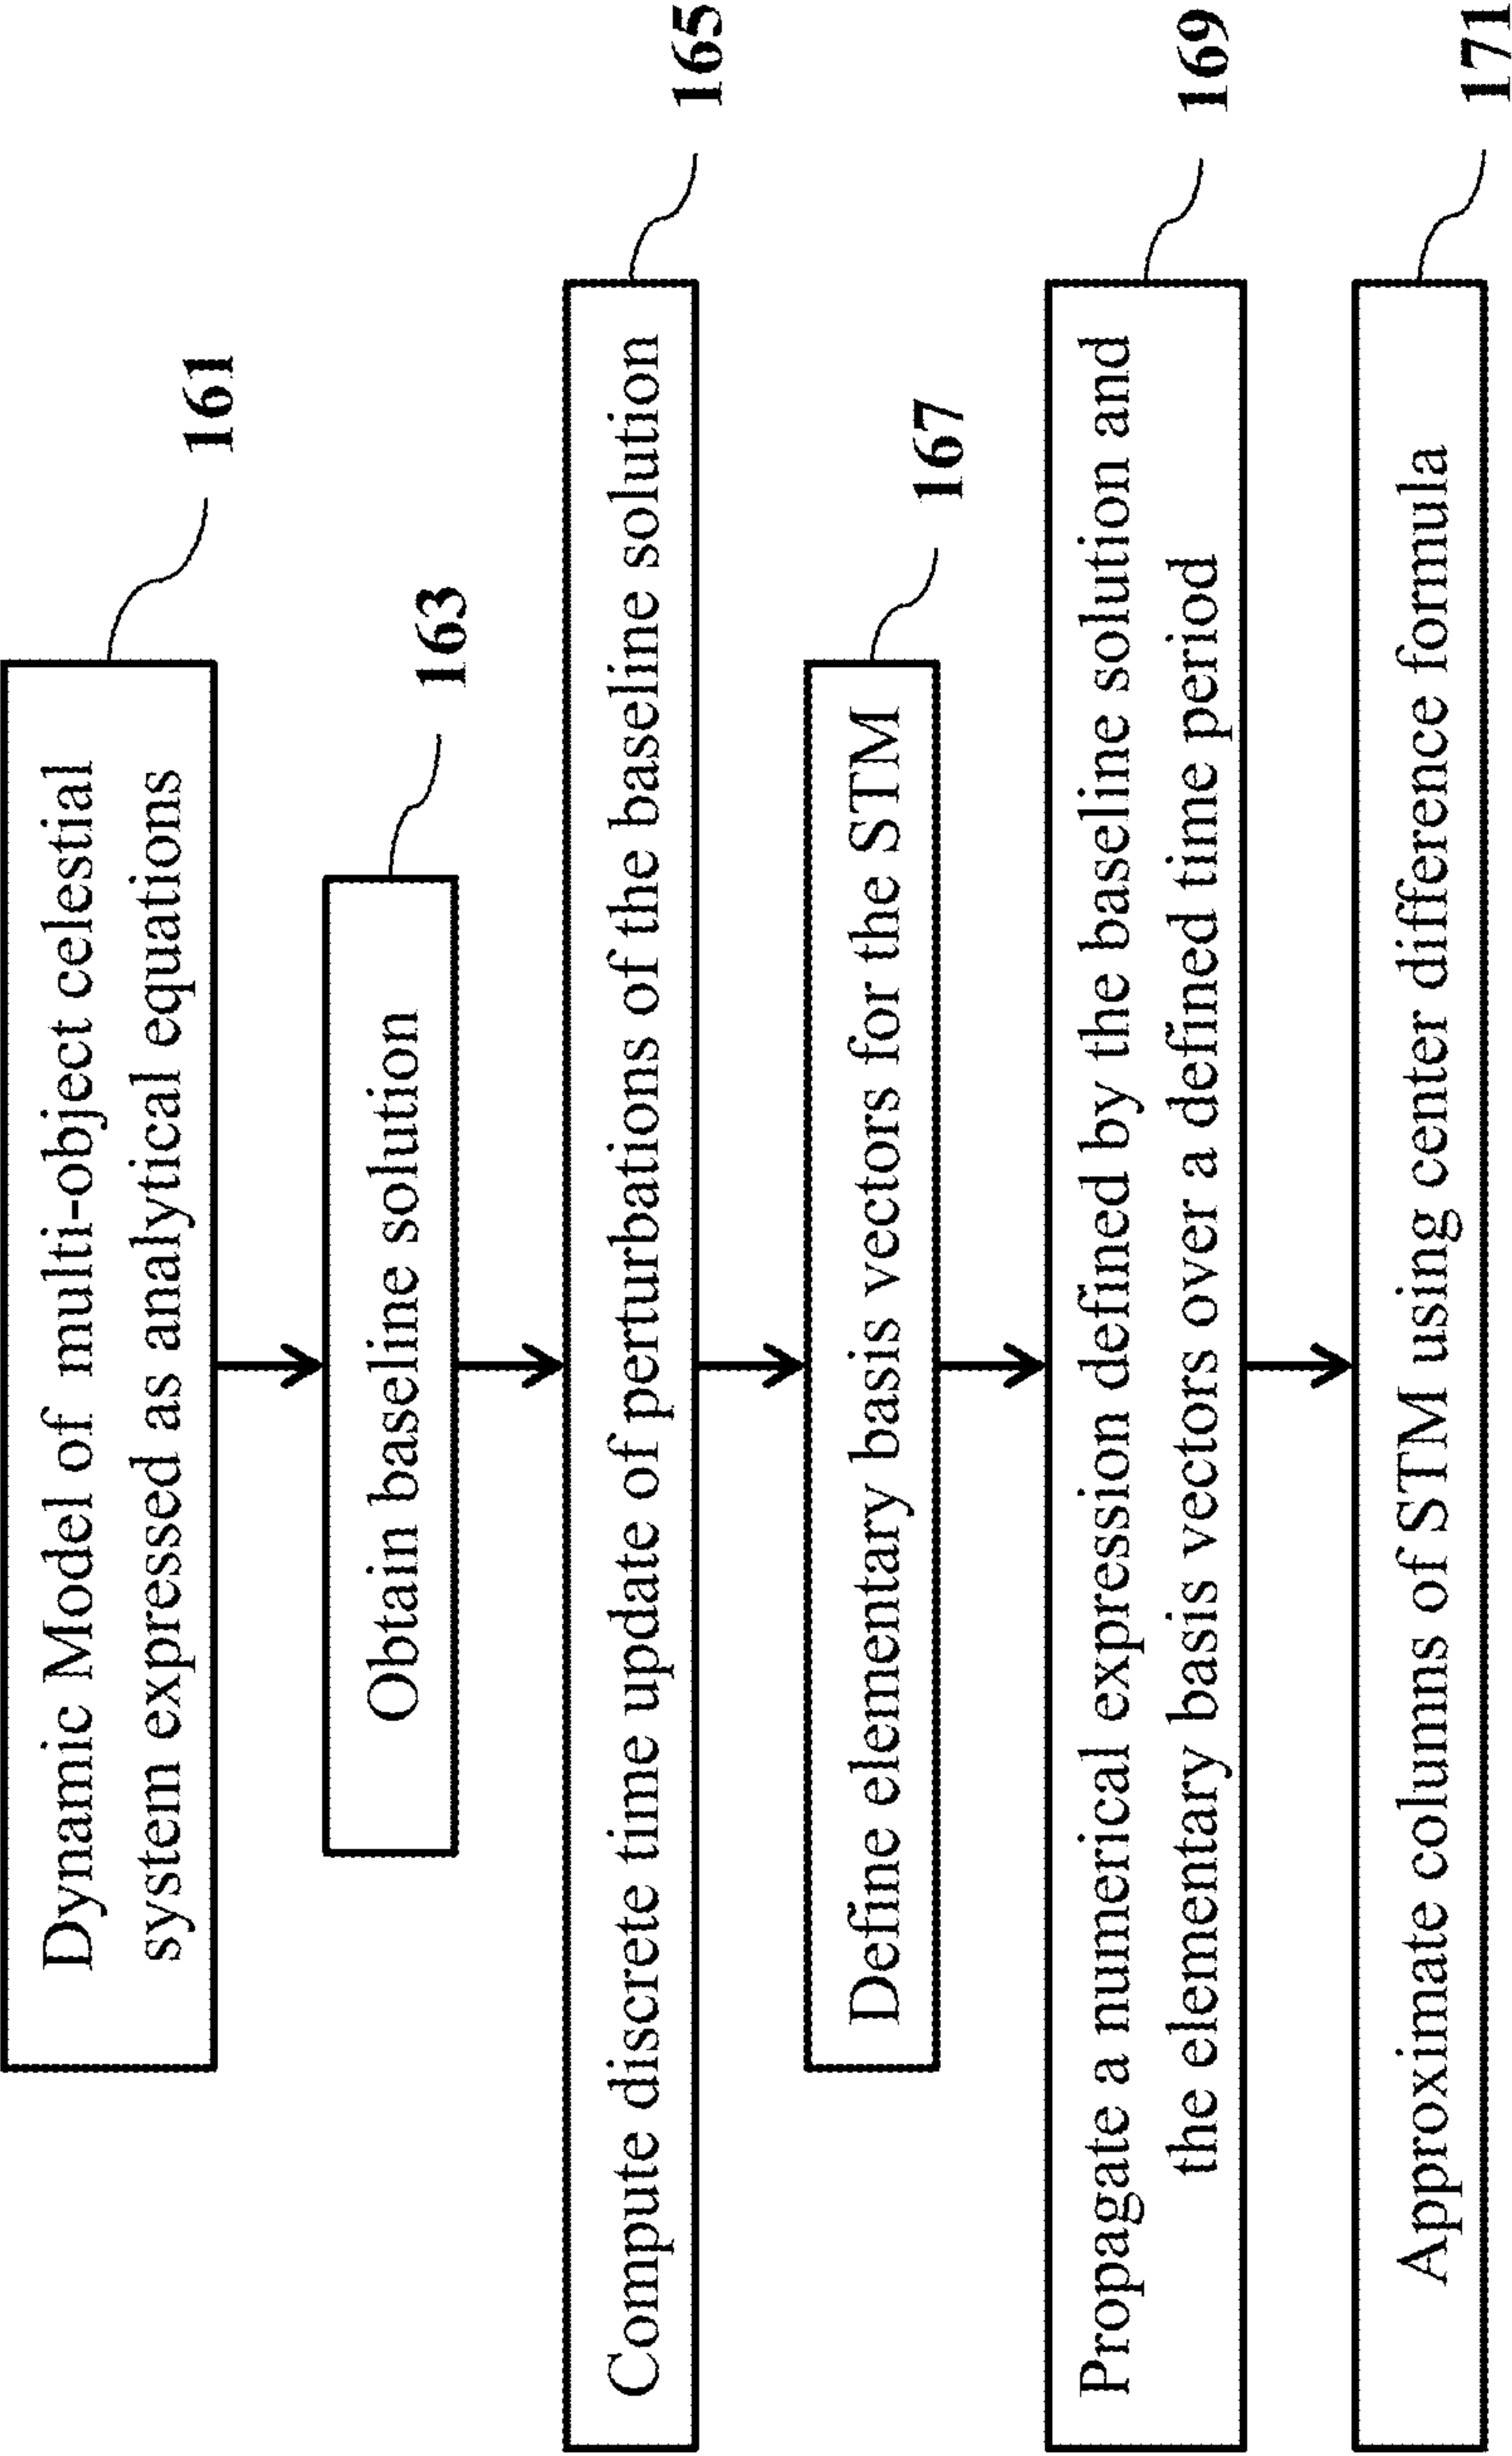 Dynamic Model of multi-object celestial
system expressed as analytical equations
161
Obtain baseline solution
163
Compute discrete time update of perturbations of the baseline solution
165
Define elementary basis vectors for the STM
167
Propagate a numerical expression defined by the baseline solution and
the elementary basis vectors over a defined time period
169
Approximate columns of STM using center difference formula
171